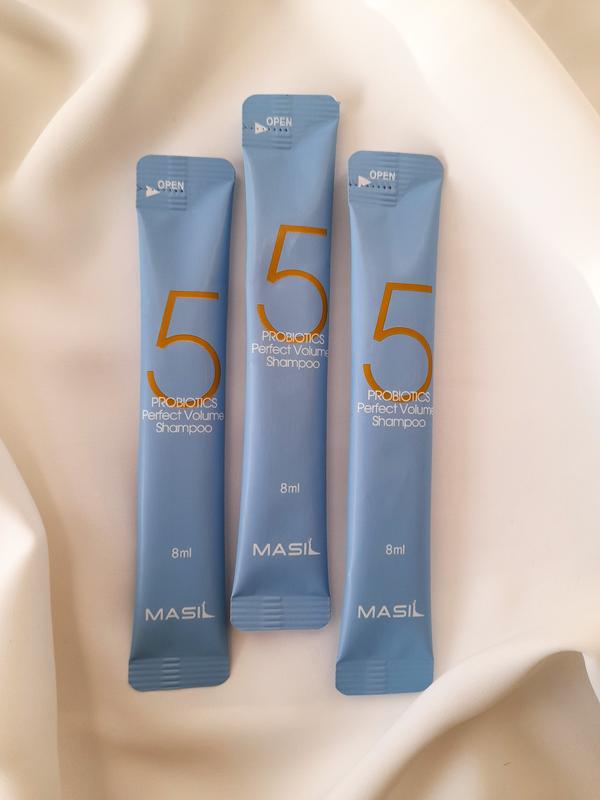 OPEN
5
PROBIOTICS
Perfect Volume
Shampoo
8ml
MASIL
OPEN
5
PROBIOTICS
Perfect Volume
Shampoo
8ml
MASIL
OPEN
5
PROBIOTICS
Perfect Volume
Shampoo
8ml
MASIL